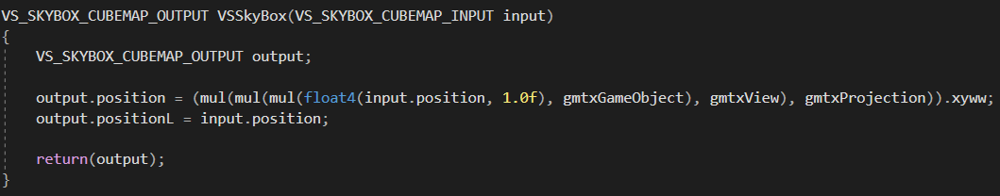 VS_SKYBOX_CUBEMAP_OUTPUT VSSkyBox(VS_SKYBOX_CUBEMAP_INPUT input)
{
    VS_SKYBOX_CUBEMAP_OUTPUT output;

    output.position = (mul(mul(mul(float4(input.position, 1.0f), gmtxGameObject), gmtxView), gmtxProjection)).xyww;
    output.positionL = input.position;

    return(output);
}